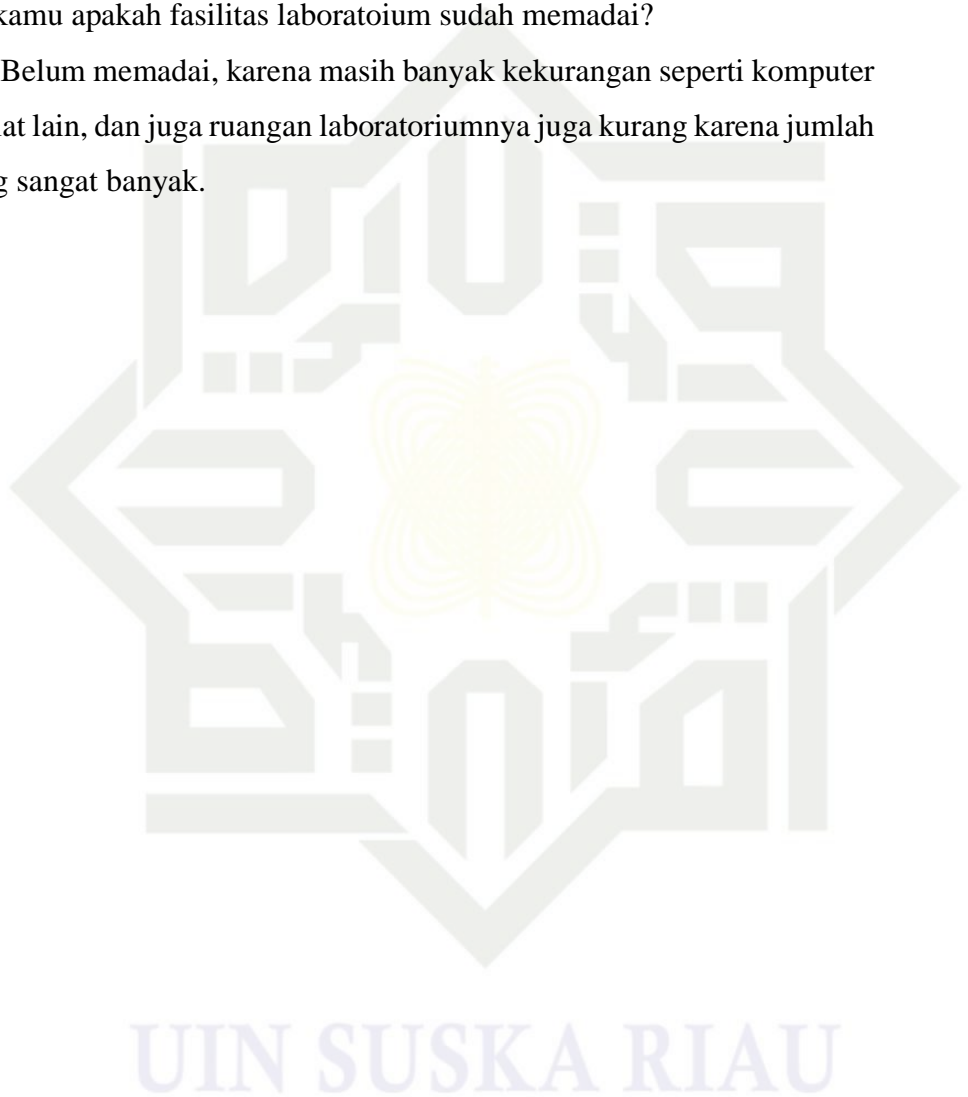 kamu apakah fasilitas laboratoium sudah memadai?
Belum memadai, karena masih banyak kekurangan seperti komputer
lat lain, dan juga ruangan laboratoriumnya juga kurang karena jumlah
g sangat banyak.
UIN SUSKA RIAU